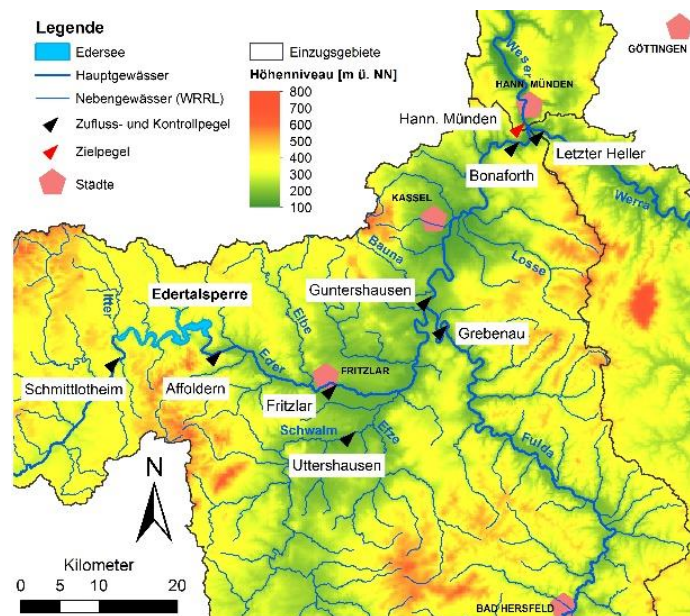 Legende
Edersee
Hauptgewässer
Nebengewässer (WRRL)
Zufluss- und Kontrollpegel
Zielpegel
Städte
Einzugsgebiete
Höhenniveau [m ü. NN]
800
700
600
500
400
300
200
100
GÖTTINGEN
Weser
HANN. MÜNDEN
Hann. Münden
Letzter Heller
Bonaforth
Werra
KASSEL
Bauna
Losse
Guntershausen
Grebenau
Itter
Edertalsperre
Elbe
Eder
FRITZLAR
Schmittlotheim
Affoldern
Fritzlar
Schwalm
Efze
Uttershausen
Fulda
N
Kilometer
0 5 10 20
BAD HERSFELD